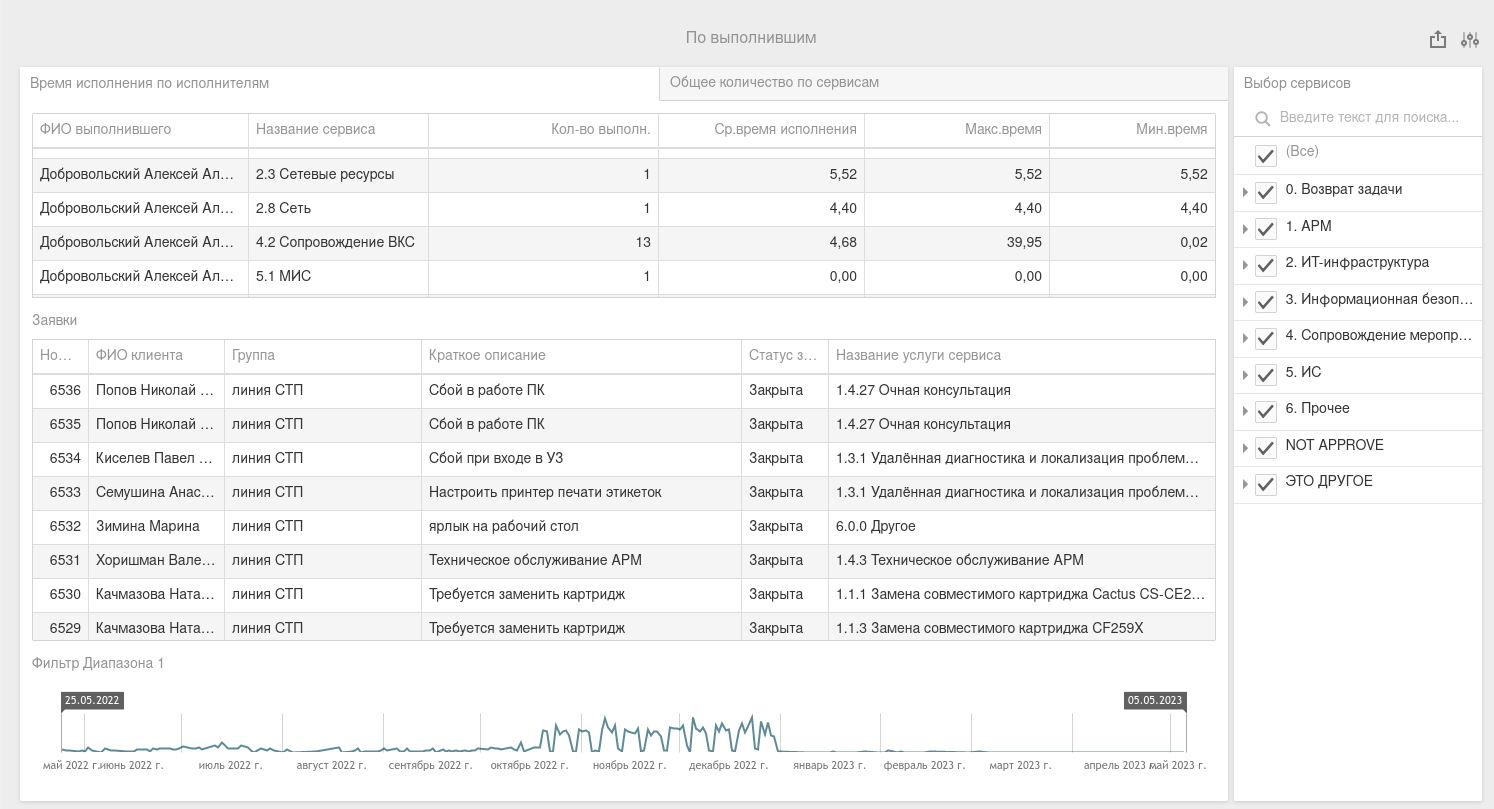 По выполнившим
Время исполнения по исполнителям
Общее количество по сервисам
ФИО выполнившего Название сервиса Кол-во выполн. Ср.время исполнения Макс.время Мин.время
Добровольский Алексей Ал… 2.3 Сетевые ресурсы 1 5,52 5,52 5,52
Добровольский Алексей Ал… 2.8 Сеть 1 4,40 4,40 4,40
Добровольский Алексей Ал… 4.2 Сопровождение ВКС 13 4,68 39,95 0,02
Добровольский Алексей Ал… 5.1 МИС 1 0,00 0,00 0,00
Заявки
Но… ФИО клиента Группа Краткое описание Статус з… Название услуги сервиса
6536 Попов Николай … линия СТП Сбой в работе ПК Закрыта 1.4.27 Очная консультация
6535 Попов Николай … линия СТП Сбой в работе ПК Закрыта 1.4.27 Очная консультация
6534 Киселев Павел … линия СТП Сбой при входе в УЗ Закрыта 1.3.1 Удалённая диагностика и локализация проблем…
6533 Семушина Анас… линия СТП Настроить принтер печати этикеток Закрыта 1.3.1 Удалённая диагностика и локализация проблем…
6532 Зимина Марина линия СТП ярлык на рабочий стол Закрыта 6.0.0 Другое
6531 Хоришман Вале… линия СТП Техническое обслуживание АРМ Закрыта 1.4.3 Техническое обслуживание АРМ
6530 Качмазова Ната… линия СТП Требуется заменить картридж Закрыта 1.1.1 Замена совместимого картриджа Cactus CS-CE2…
6529 Качмазова Ната… линия СТП Требуется заменить картридж Закрыта 1.1.3 Замена совместимого картриджа CF259X
Фильтр Диапазона 1
25.05.2022 05.05.2023
май 2022 г. июнь 2022 г. июль 2022 г. август 2022 г. сентябрь 2022 г. октябрь 2022 г. ноябрь 2022 г. декабрь 2022 г. январь 2023 г. февраль 2023 г. март 2023 г. апрель 2023 г. май 2023 г.
Выбор сервисов
Введите текст для поиска...
(Все)
0. Возврат задачи
1. АРМ
2. ИТ-инфраструктура
3. Информационная безоп…
4. Сопровождение меропр…
5. ИС
6. Прочее
NOT APPROVE
ЭТО ДРУГОЕ